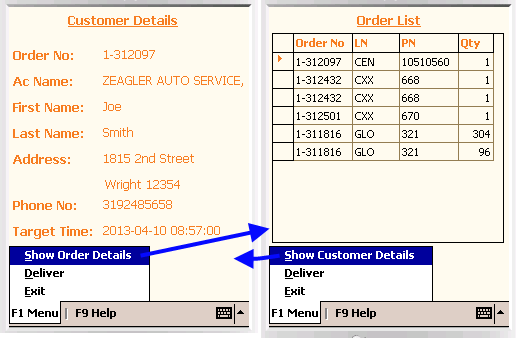 Customer Details
Order No: 1-312097
Ac Name: ZEAGLER AUTO SERVICE,
First Name: Joe
Last Name: Smith
Address: 1815 2nd Street
Wright 12354
Phone No: 3192485658
Target Time: 2013-04-10 08:57:00
Show Order Details
Deliver
Exit
F1 Menu | F9 Help
Order List
Order No LN PN Qty
1-312097 CEN 10510560 1
1-312432 CXX 668 1
1-312432 CXX 668 1
1-312501 CXX 670 1
1-311816 GLO 321 304
1-311816 GLO 321 96
Show Customer Details
Deliver
Exit
F1 Menu | F9 Help